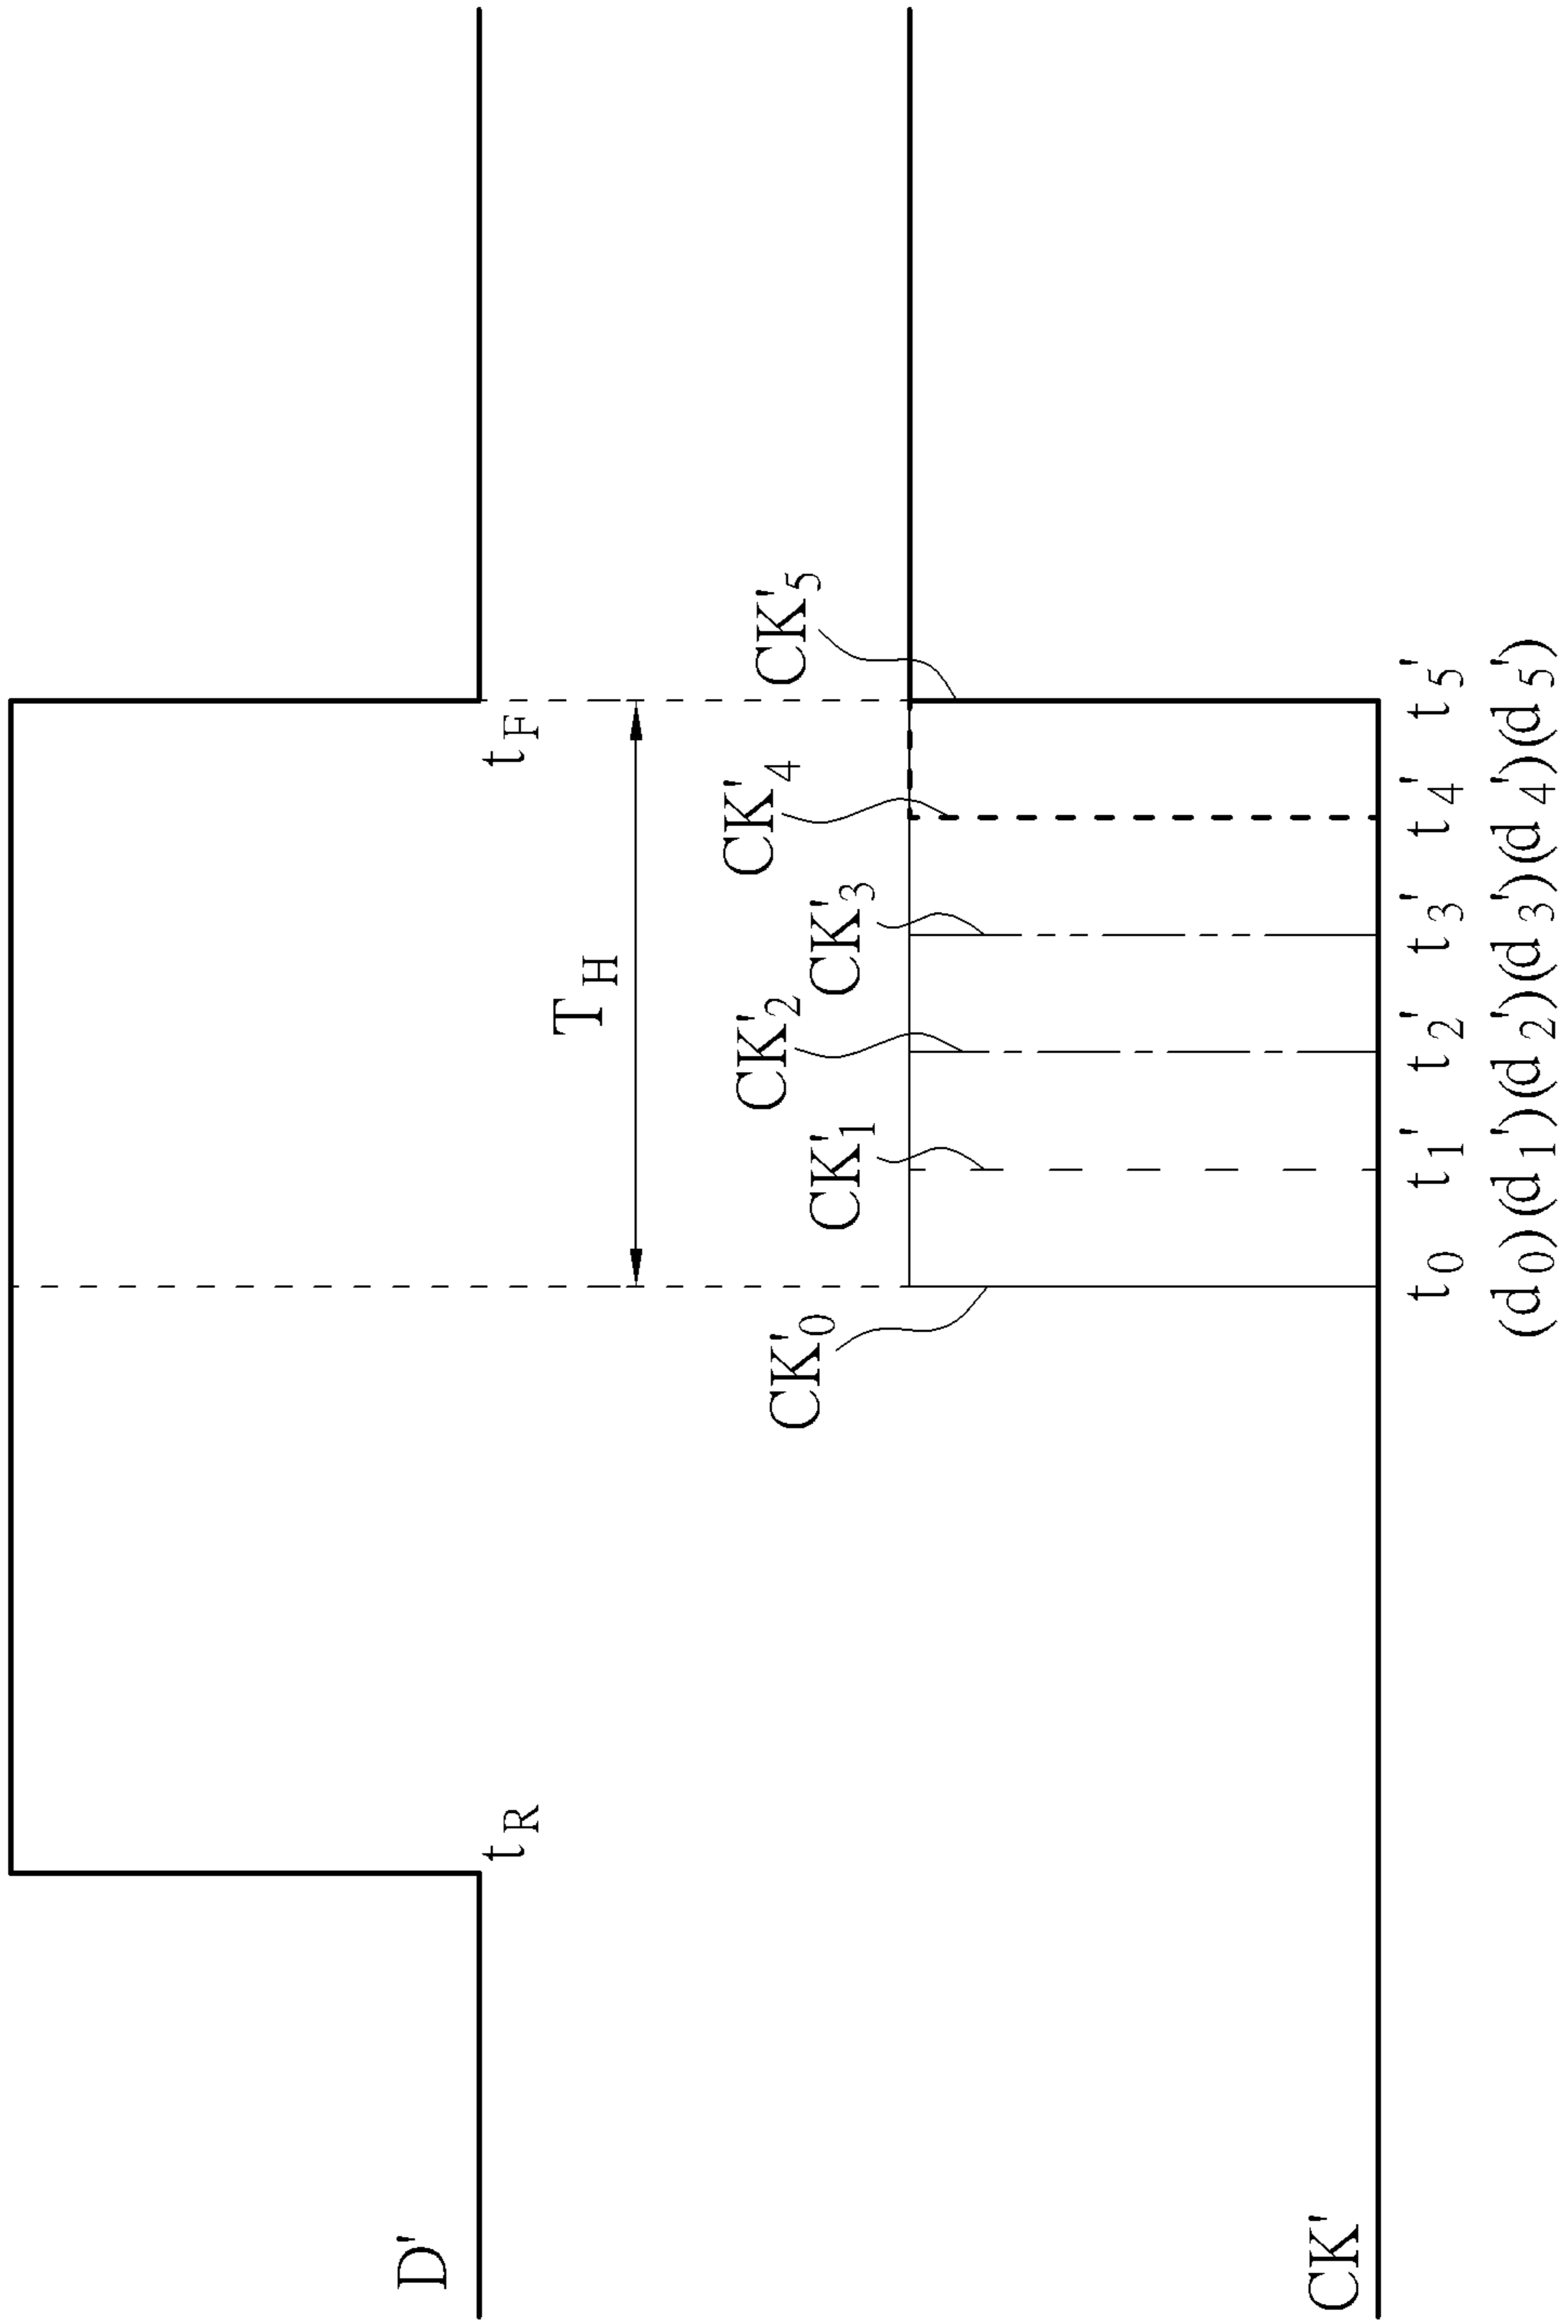 D'
t_R
t_F
T_H
CK'_0
CK'_1
CK'_2
CK'_3
CK'_4
CK'_5
CK'
t_0 t_1' t_2' t_3' t_4' t_5'
(d_0)(d_1')(d_2')(d_3')(d_4')(d_5')